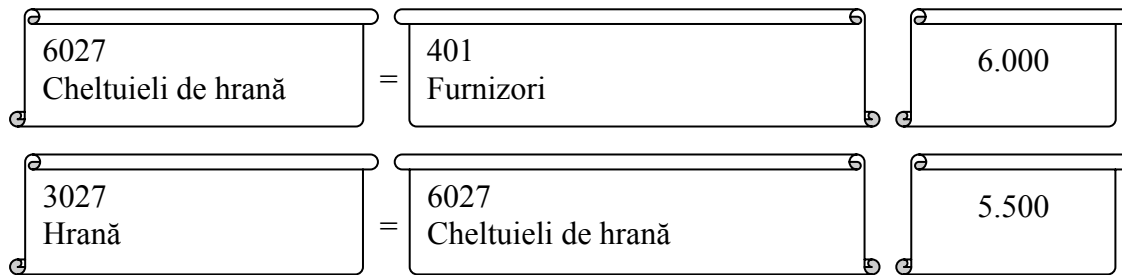 6027
Cheltuieli de hrană
=
401
Furnizori
6.000
3027
Hrană
=
6027
Cheltuieli de hrană
5.500